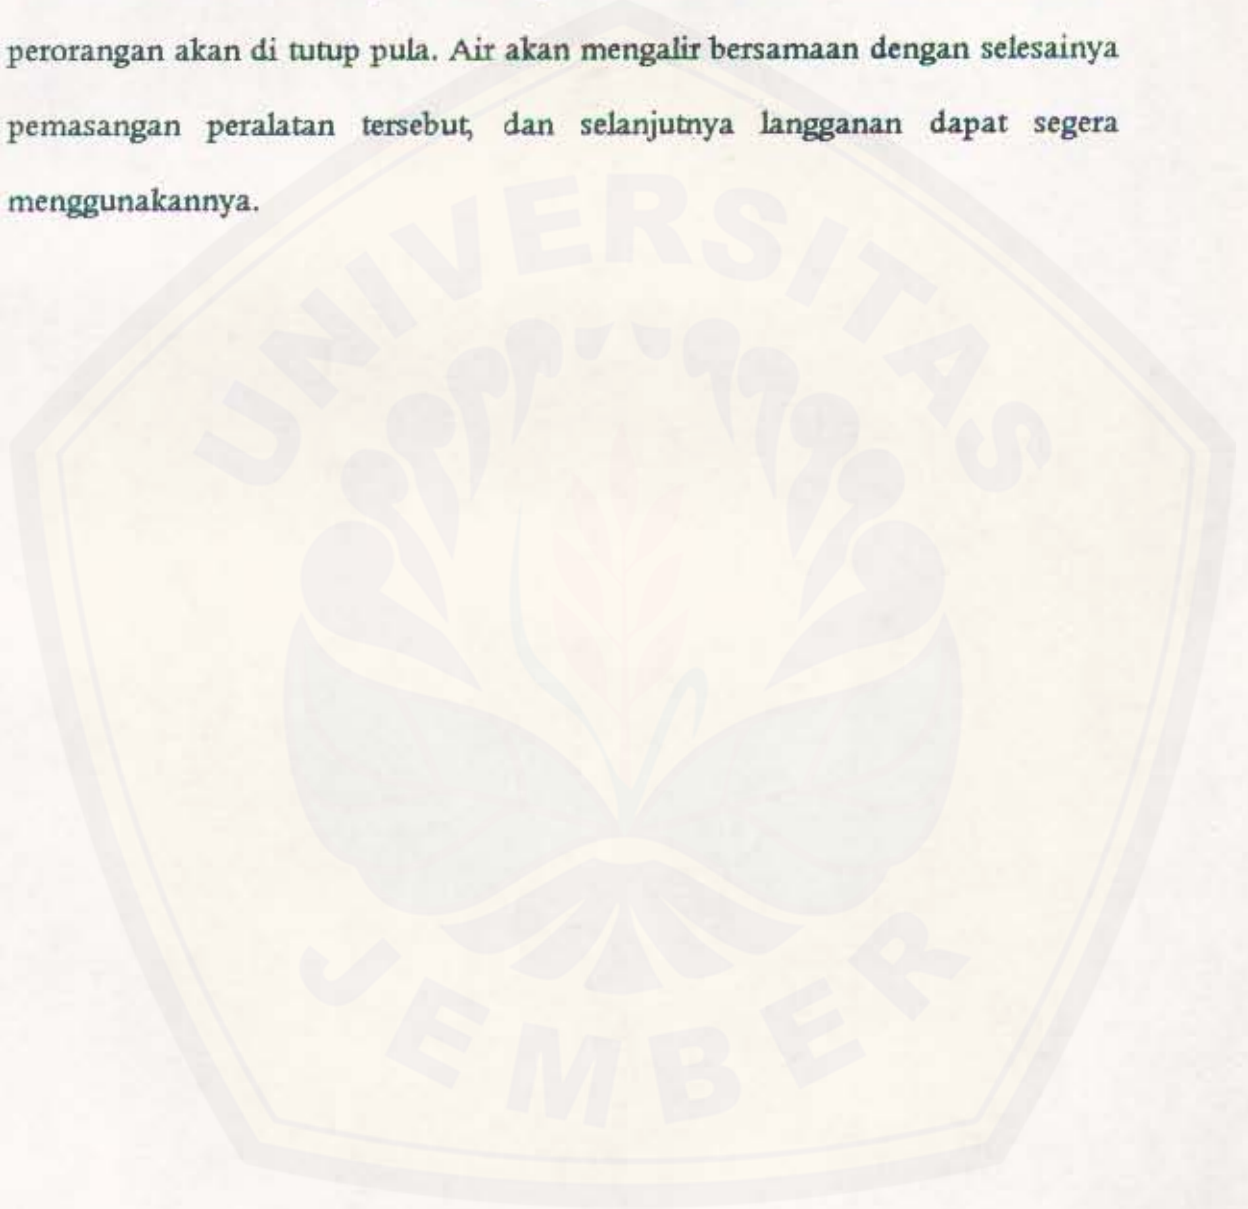 perorangan akan di tutup pula. Air akan mengalir bersamaan dengan selesainya
pemasangan peralatan tersebut, dan selanjutnya langganan dapat segera
menggunakannya.
UNIVERSITAS
JEMBER